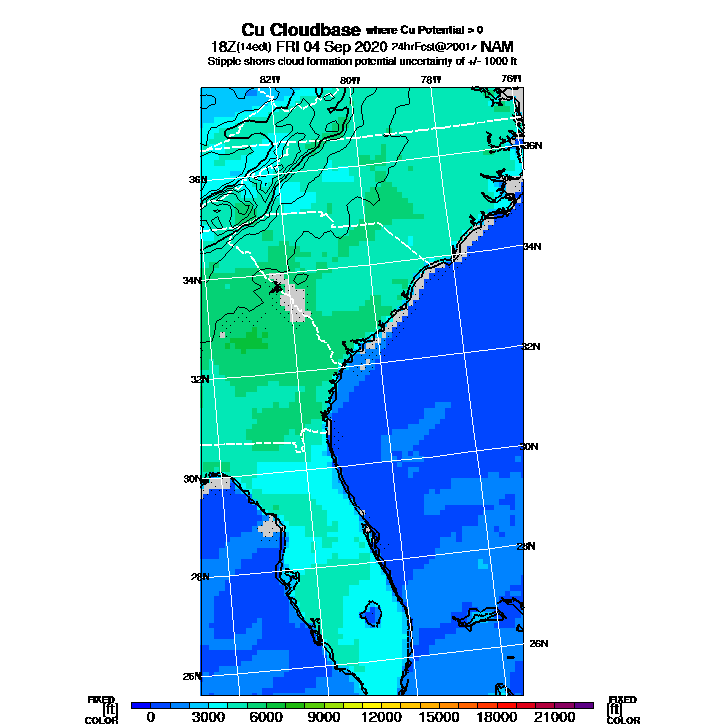 Cu Cloudbase where Cu Potential > 0
18Z(14edt) FRI 04 Sep 2020 24hrFcst@2001z NAM
Stipple shows cloud formation potential uncertainty of +/- 1000 ft
82W 80W 78W 76W
36N
36N
34N
34N
32N
32N
30N
30N
28N
28N
26N
26N
FIXED FIXED
[ft] [ft]
COLOR 0 3000 6000 9000 12000 15000 18000 21000 COLOR